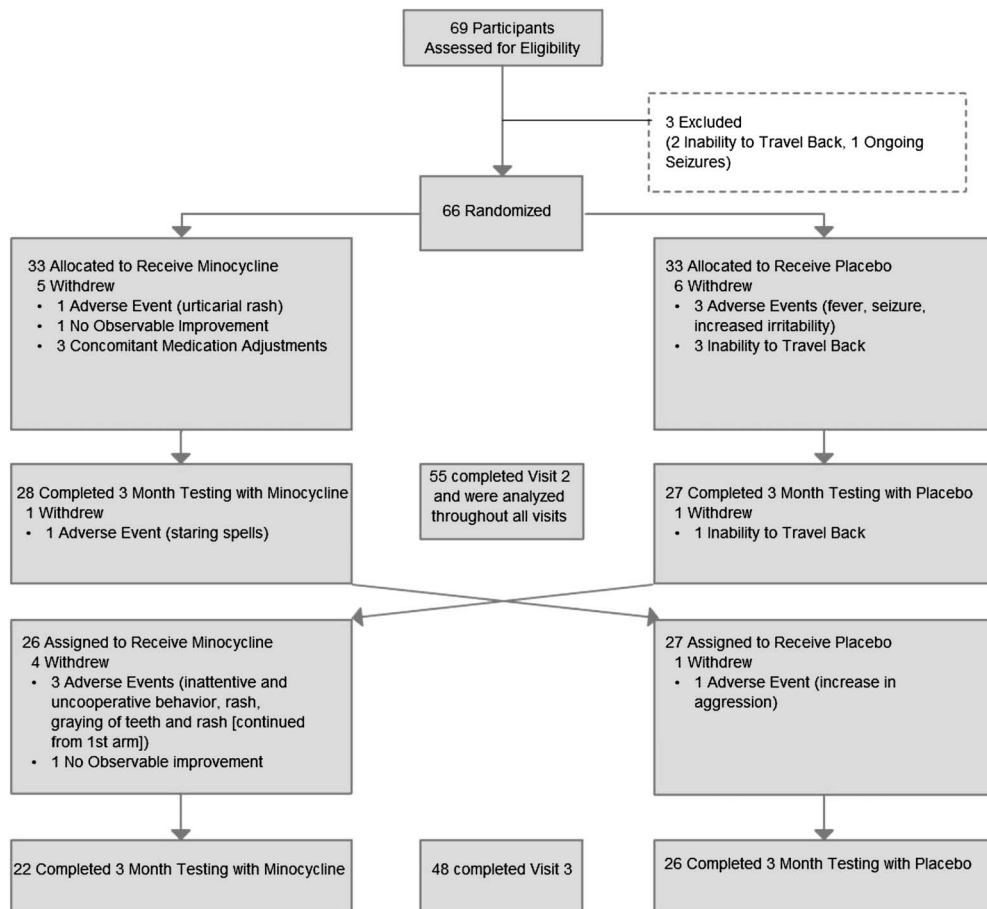 69 Participants
Assessed for Eligibility
3 Excluded
(2 Inability to Travel Back, 1 Ongoing
Seizures)
66 Randomized
33 Allocated to Receive Minocycline
5 Withdrew
• 1 Adverse Event (urticarial rash)
• 1 No Observable Improvement
• 3 Concomitant Medication Adjustments
33 Allocated to Receive Placebo
6 Withdrew
• 3 Adverse Events (fever, seizure,
increased irritability)
• 3 Inability to Travel Back
28 Completed 3 Month Testing with Minocycline
1 Withdrew
• 1 Adverse Event (staring spells)
55 completed Visit 2
and were analyzed
throughout all visits
27 Completed 3 Month Testing with Placebo
1 Withdrew
• 1 Inability to Travel Back
26 Assigned to Receive Minocycline
4 Withdrew
• 3 Adverse Events (inattentive and
uncooperative behavior, rash,
graying of teeth and rash [continued
from 1st arm])
• 1 No Observable improvement
27 Assigned to Receive Placebo
1 Withdrew
• 1 Adverse Event (increase in
aggression)
22 Completed 3 Month Testing with Minocycline
48 completed Visit 3
26 Completed 3 Month Testing with Placebo